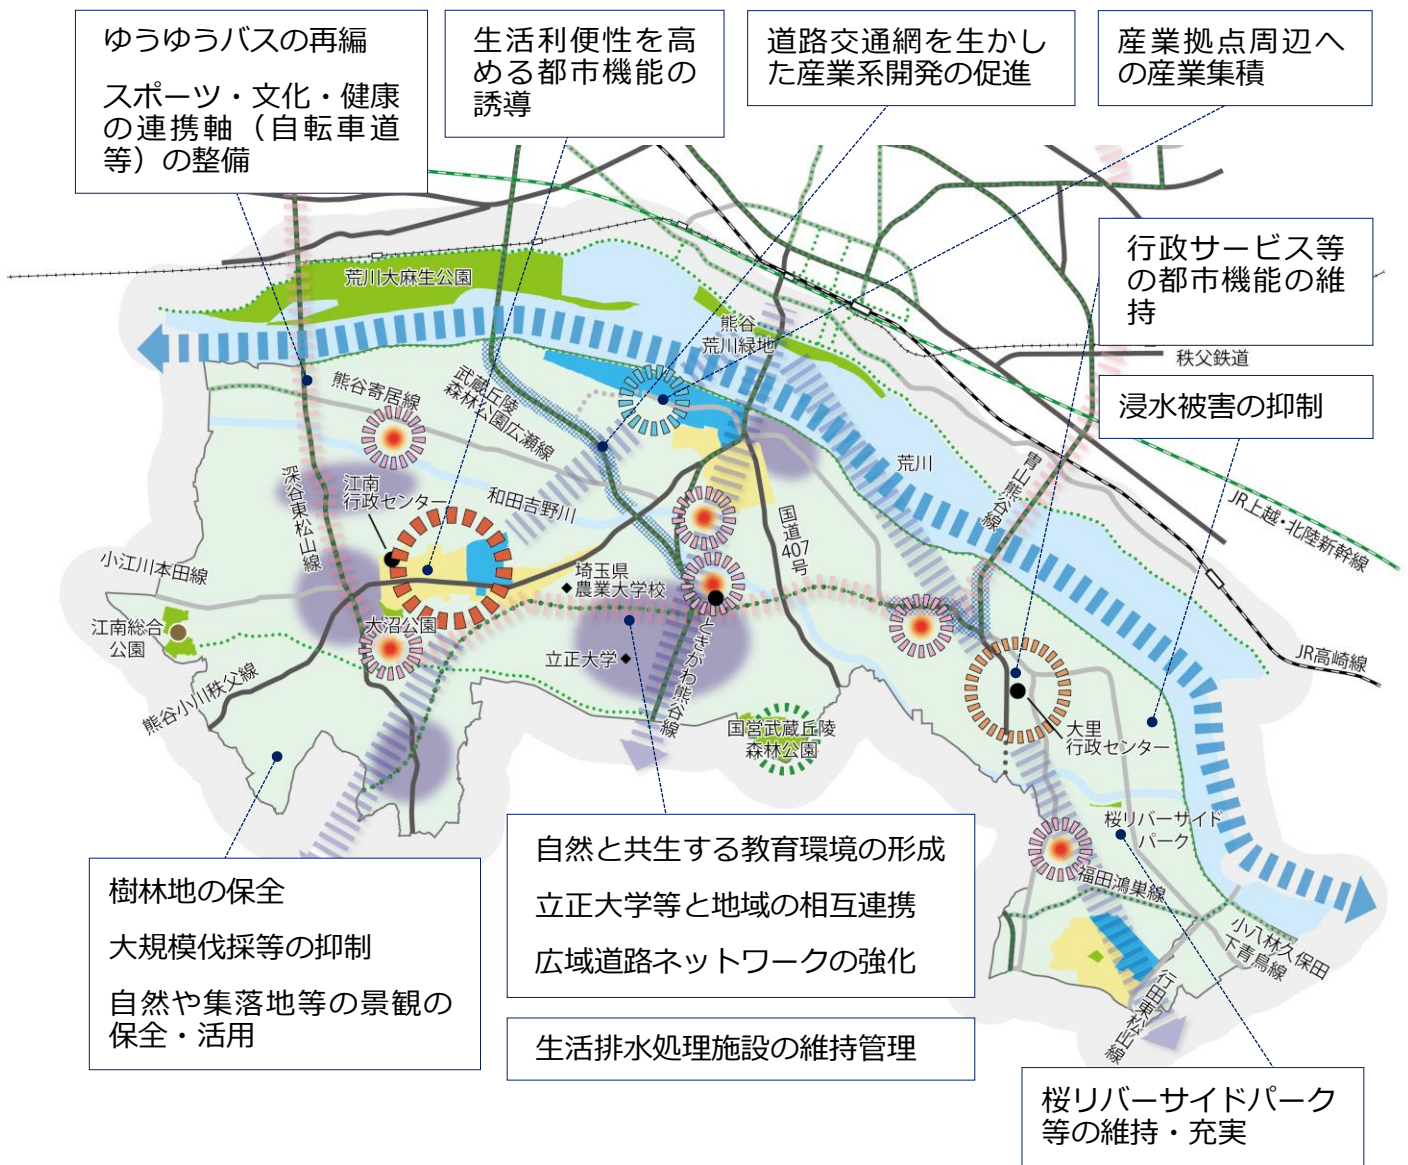 ゆうゆうバスの再編
スポーツ・文化・健康
の連携軸（自転車道
等）の整備
生活利便性を高
める都市機能の
誘導
道路交通網を生かし
た産業系開発の促進
産業拠点周辺へ
の産業集積
行政サービス等
の都市機能の維
持
浸水被害の抑制
荒川大麻生公園
熊谷
荒川緑地
秩父鉄道
熊谷寄居線
武蔵丘陵
森林公園広瀬線
荒川
冑山熊谷線
JR上越・北陸新幹線
JR高崎線
深谷東松山線
江南
行政センター
和田吉野川
国道
407
号
小江川本田線
埼玉県
農業大学校
江南総合
公園
大沼公園
立正大学
ときがわ熊谷線
熊谷小川秩父線
国営武蔵丘陵
森林公園
大里
行政センター
桜リバーサイド
パーク
福田鴻巣線
小八林久保田
下青鳥線
行田東松山線
樹林地の保全
大規模伐採等の抑制
自然や集落地等の景観の
保全・活用
自然と共生する教育環境の形成
立正大学等と地域の相互連携
広域道路ネットワークの強化
生活排水処理施設の維持管理
桜リバーサイドパーク
等の維持・充実